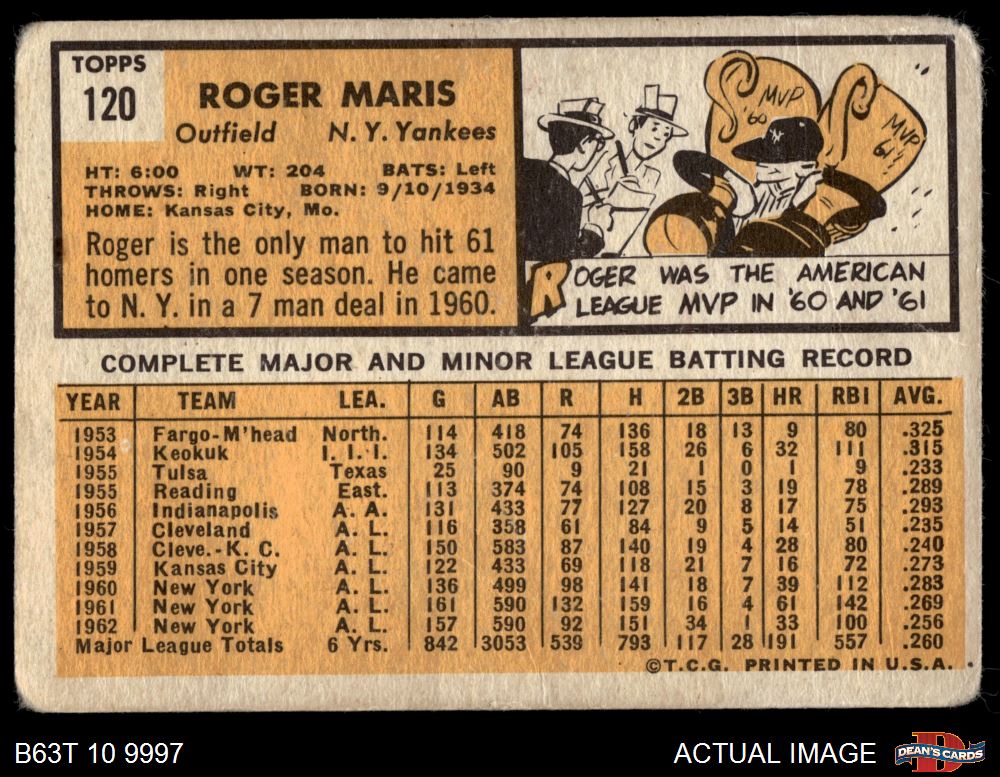 TOPPS
120
ROGER MARIS
Outfield N. Y. Yankees
HT: 6:00 WT: 204 BATS: Left
THROWS: Right BORN: 9/10/1934
HOME: Kansas City, Mo.
Roger is the only man to hit 61
homers in one season. He came
to N. Y. in a 7 man deal in 1960.
MVP
'60
MVP
61
NY
ROGER WAS THE AMERICAN
LEAGUE MVP IN '60 AND '61
COMPLETE MAJOR AND MINOR LEAGUE BATTING RECORD
YEAR TEAM LEA. G AB R H 2B 3B HR RBI AVG.
1953 Fargo-M'head North. 114 418 74 136 18 13 9 80 .325
1954 Keokuk I. I. I. 134 502 105 158 26 6 32 111 .315
1955 Tulsa Texas 25 90 9 21 1 0 1 9 .233
1955 Reading East. 113 374 74 108 15 3 19 78 .289
1956 Indianapolis A. A. 131 433 77 127 20 8 17 75 .293
1957 Cleveland A. L. 116 358 61 84 9 5 14 51 .235
1958 Cleve.-K. C. A. L. 150 583 87 140 19 4 28 80 .240
1959 Kansas City A. L. 122 433 69 118 21 7 16 72 .273
1960 New York A. L. 136 499 98 141 18 7 39 112 .283
1961 New York A. L. 161 590 132 159 16 4 61 142 .269
1962 New York A. L. 157 590 92 151 34 1 33 100 .256
Major League Totals 6 Yrs. 842 3053 539 793 117 28 191 557 .260
©T.C.G. PRINTED IN U.S.A.
B63T 10 9997 ACTUAL IMAGE DEAN'S CARDS